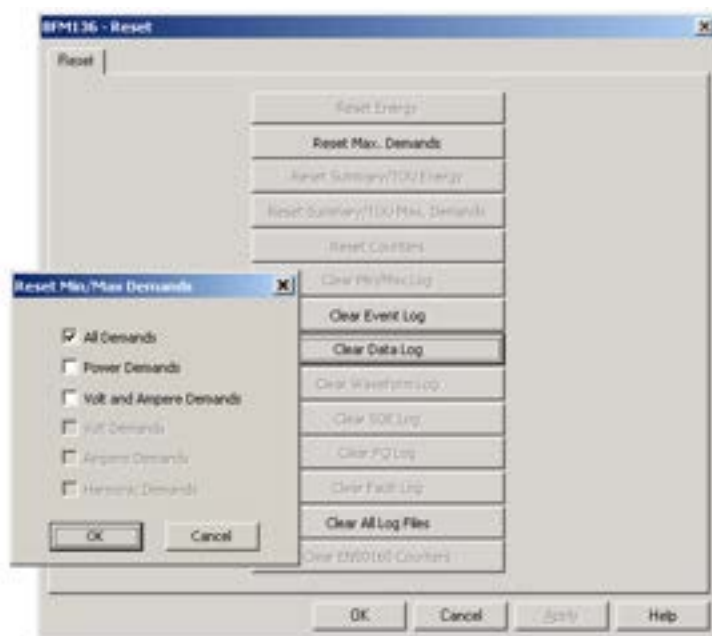 BFM136 - Reset
Reset
Reset Energy
Reset Max. Demands
Reset Summary/TOU Energy
Reset Summary/TOU Max. Demands
Reset Counters
Clear Min/Max Log
Clear Event Log
Clear Data Log
Clear Waveform Log
Clear SOE Log
Clear PQ Log
Clear Fault Log
Clear All Log Files
Clear EN50160 Counters
Reset Min/Max Demands
All Demands
Power Demands
Volt and Ampere Demands
Volt Demands
Ampere Demands
Harmonic Demands
OK
Cancel
OK
Cancel
Apply
Help